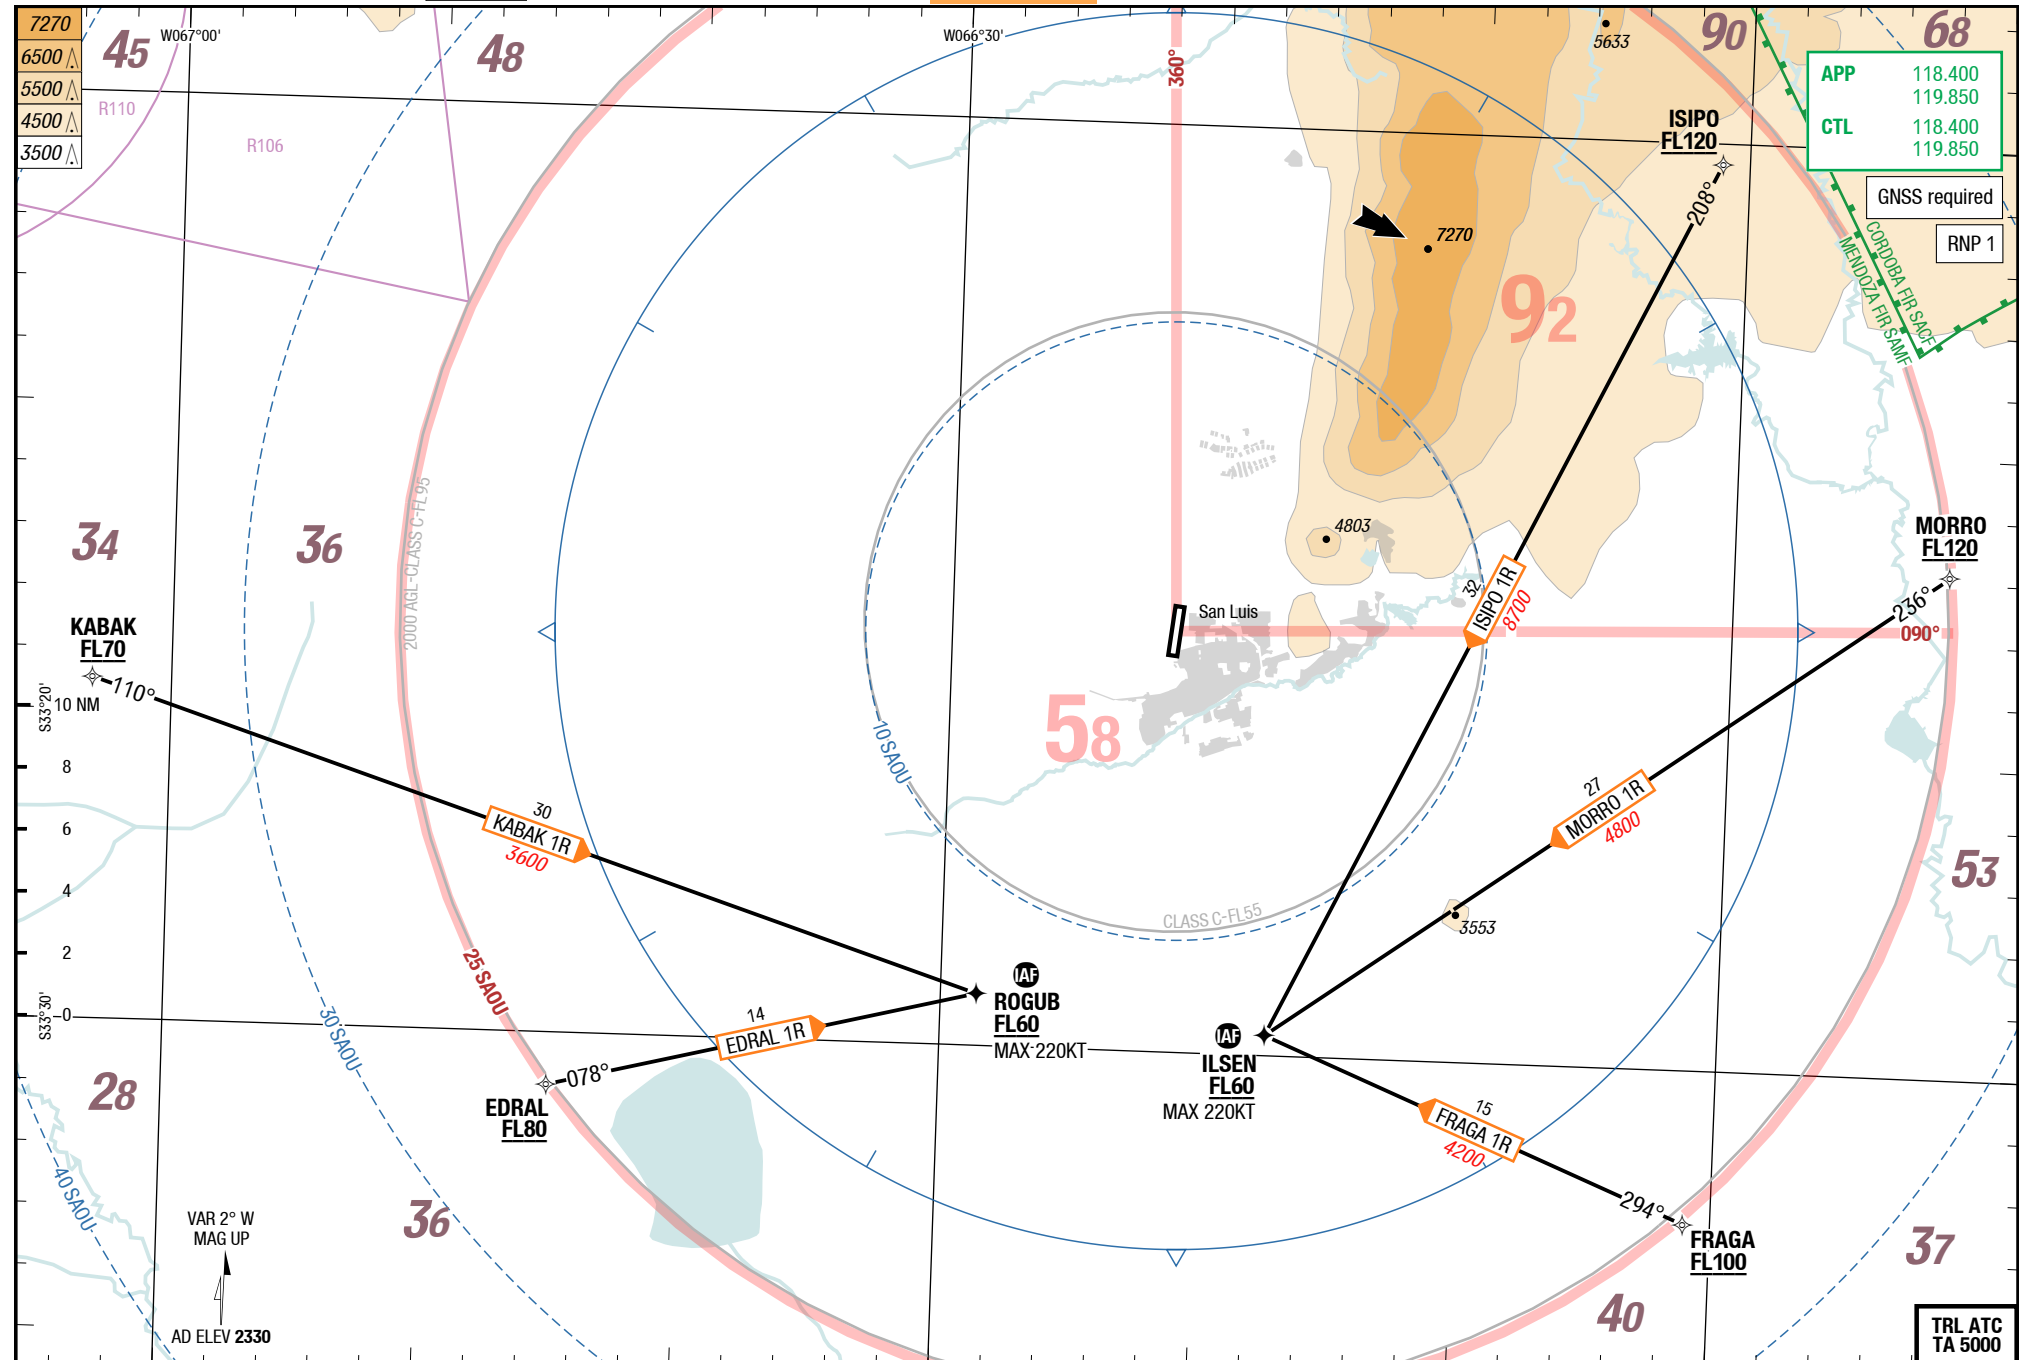 7270
6500
5500
4500
3500
45
W067°00'
48
W066°30'
360°
5633
90
68
APP 118.400
119.850
CTL 118.400
119.850
GNSS required
RNP 1
R110
R106
ISIPO
FL120
208°
7270
92
CORDOBA FIR SACF
MENDOZA FIR SAMF
2000 AGL-CLASS C-FL95
34
36
4803
MORRO
FL120
236°
090°
KABAK
FL70
110°
San Luis
32
ISIPO 1R
8700
S33°20'
10 NM
8
6
4
2
0
S33°30'
58
10 SAOU
27
MORRO 1R
4800
30
KABAK 1R
3600
53
CLASS C-FL55
3553
25 SAOU
30 SAOU
40 SAOU
IAF
ROGUB
FL60
MAX 220KT
14
EDRAL 1R
078°
EDRAL
FL80
IAF
ILSEN
FL60
MAX 220KT
15
FRAGA 1R
4200
294°
FRAGA
FL100
28
36
37
40
VAR 2° W
MAG UP
AD ELEV 2330
TRL ATC
TA 5000